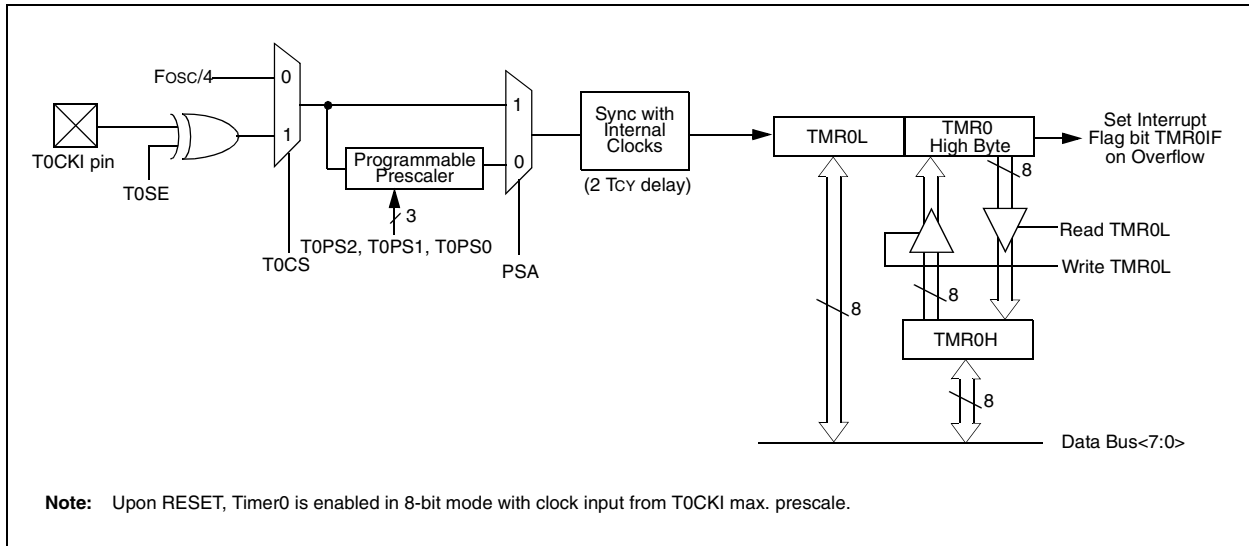 FOSC/4
0
1
T0CKI pin
T0SE
T0CS
Programmable
Prescaler
3
T0PS2, T0PS1, T0PS0
1
0
PSA
Sync with
Internal
Clocks
(2 TCY delay)
TMR0L
TMR0
High Byte
Set Interrupt
Flag bit TMR0IF
on Overflow
8
Read TMR0L
Write TMR0L
8
8
TMR0H
8
Data Bus<7:0>
Note: Upon RESET, Timer0 is enabled in 8-bit mode with clock input from T0CKI max. prescale.